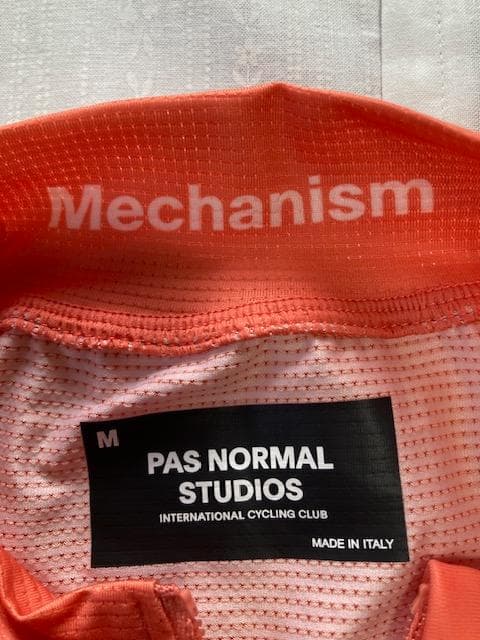 Mechanism
M
PAS NORMAL
STUDIOS
INTERNATIONAL CYCLING CLUB
MADE IN ITALY